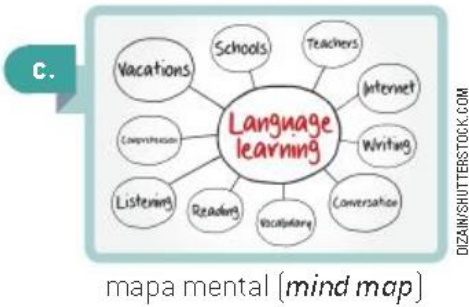 c.
Schools
Teachers
Vacations
Internet
Language
learning
Comprehension
Writing
Listening
Reading
Vocabulary
Conversation
DIZAIN/SHUTTERSTOCK.COM
mapa mental (mind map)